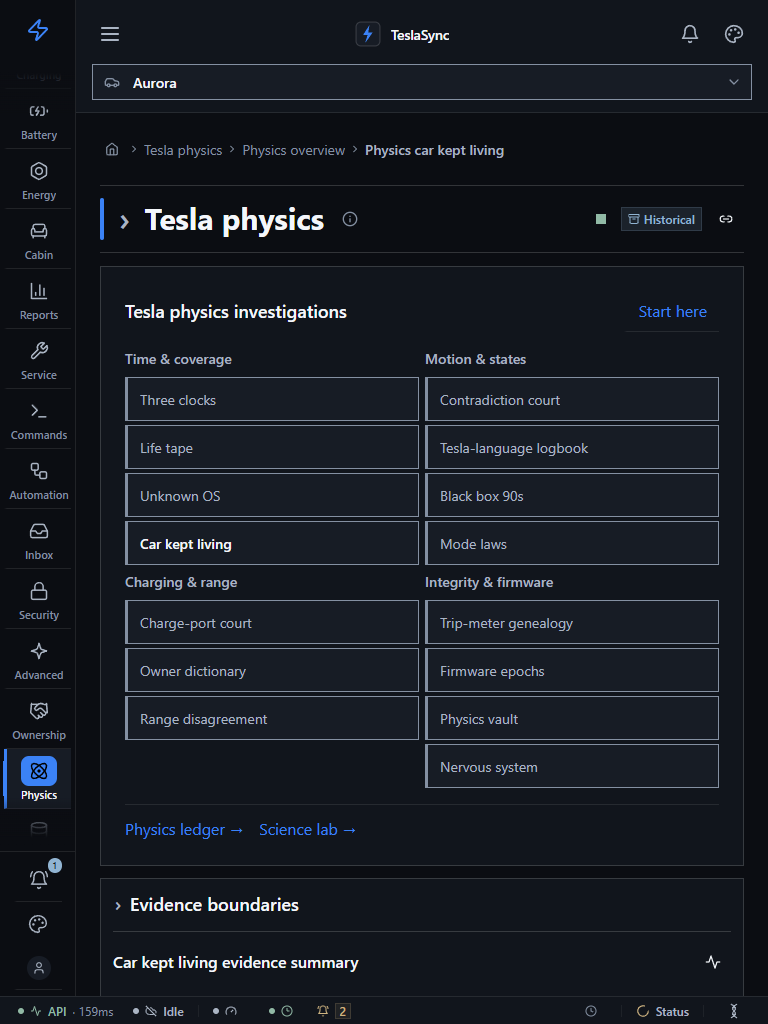 TeslaSync
Aurora
Charging
Battery
Energy
Cabin
Reports
Service
Commands
Automation
Inbox
Security
Advanced
Ownership
Physics
1
Tesla physics > Physics overview > Physics car kept living
Tesla physics
Historical
Tesla physics investigations
Start here
Time & coverage
Three clocks
Life tape
Unknown OS
Car kept living
Motion & states
Contradiction court
Tesla-language logbook
Black box 90s
Mode laws
Charging & range
Charge-port court
Owner dictionary
Range disagreement
Integrity & firmware
Trip-meter genealogy
Firmware epochs
Physics vault
Nervous system
Physics ledger →
Science lab →
Evidence boundaries
Car kept living evidence summary
API · 159ms
Idle
2
Status